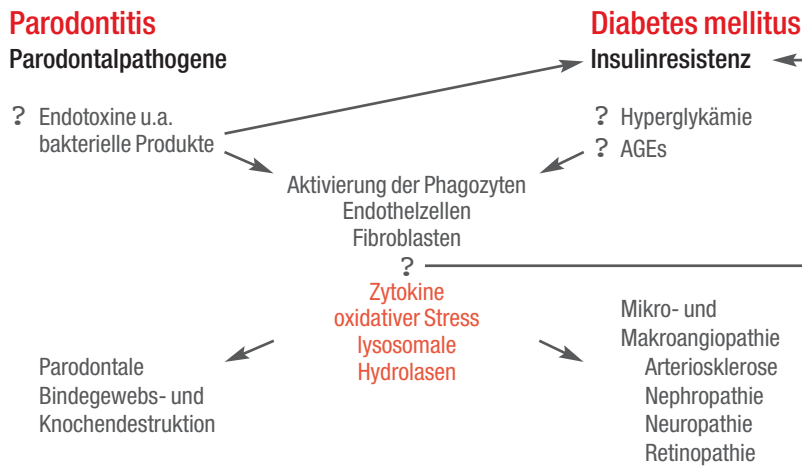 Parodontitis
Parodontalpathogene
? Endotoxine u.a.
bakterielle Produkte
Diabetes mellitus
Insulinresistenz
? Hyperglykämie
? AGEs
Aktivierung der Phagozyten
Endothelzellen
Fibroblasten
?
Zytokine
oxidativer Stress
lysosomale
Hydrolasen
Parodontale
Bindegewebs- und
Knochendestruktion
Mikro- und
Makroangiopathie
Arteriosklerose
Nephropathie
Neuropathie
Retinopathie